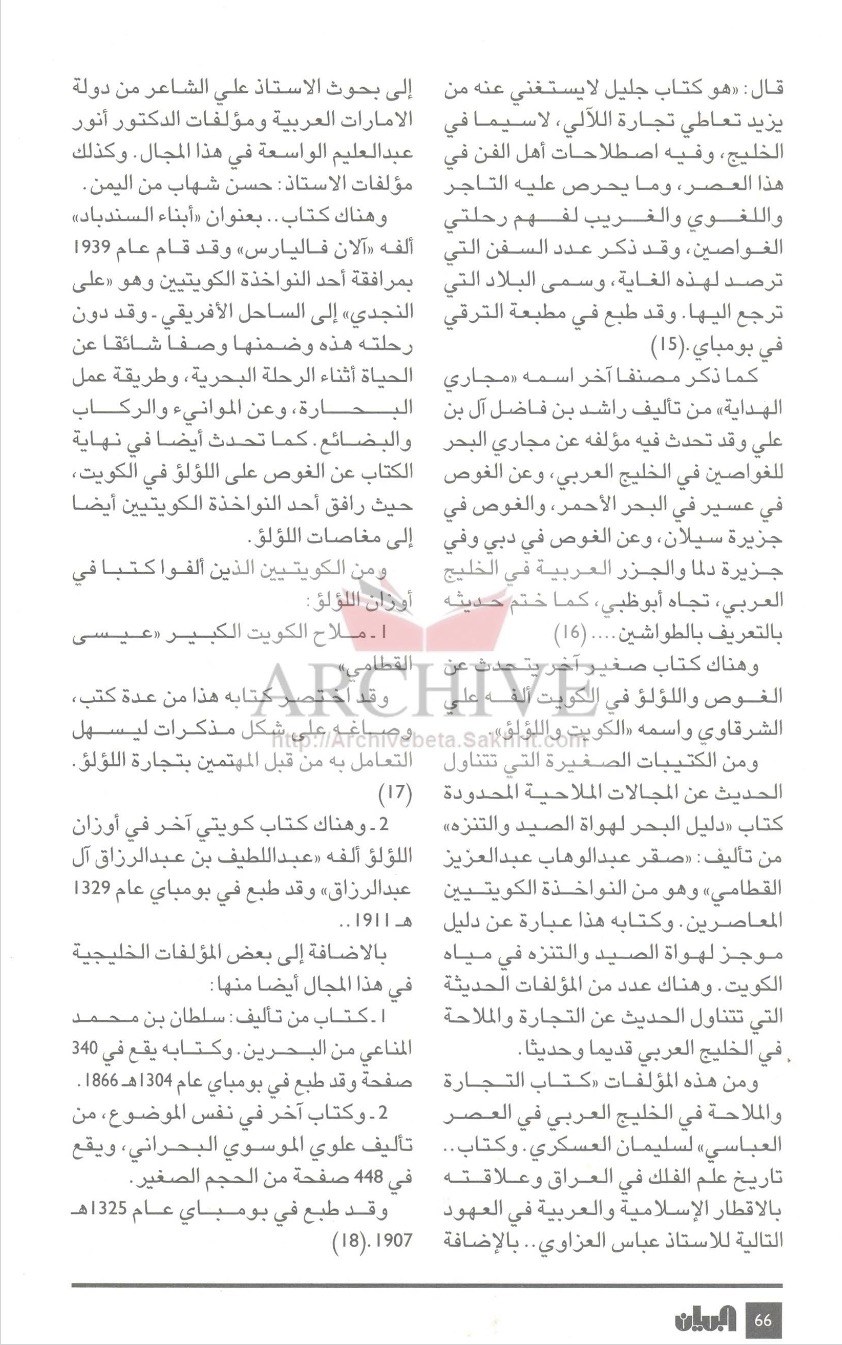 قال: «هو كتاب جليل لايستغني عنه من
يزيد تعاطي تجارة اللآلي، لاسيما في
الخليج، وفيه اصطلاحات أهل الفن في
هذا العصر، وما يحرص عليه التاجر
واللغوي والغريب لفهم رحلتي
الغواصين، وقد ذكر عدد السفن التي
ترصد لهذه الغاية، وسمى البلاد التي
ترجع اليها. وقد طبع في مطبعة الترقي
في بومباي.(15)
كما ذكر مصنفا آخر اسمه «مجاري
الهداية» من تأليف راشد بن فاضل آل بن
علي وقد تحدث فيه مؤلفه عن مجاري البحر
للغواصين في الخليج العربي، وعن الغوص
في عسير في البحر الأحمر، والغوص في
جزيرة سيلان، وعن الغوص في دبي وفي
جزيرة دلما والجزر العربية في الخليج
العربي، تجاه أبوظبي، كما ختم حديثه
بالتعريف بالطواشين.... (16)
وهناك كتاب صغير آخر يتحدث عن
الغوص واللؤلؤ في الكويت ألفه علي
الشرقاوي واسمه «الكويت واللؤلؤ».
ومن الكتيبات الصغيرة التي تتناول
الحديث عن المجالات الملاحية المحدودة
كتاب «دليل البحر لهواة الصيد والتنزه»
من تأليف: «صقر عبدالوهاب عبدالعزيز
القطامي» وهو من النواخذة الكويتيين
المعاصرين. وكتابه هذا عبارة عن دليل
موجز لهواة الصيد والتنزه في مياه
الكويت. وهناك عدد من المؤلفات الحديثة
التي تتناول الحديث عن التجارة والملاحة
في الخليج العربي قديما وحديثا.
ومن هذه المؤلفات «كتاب التجارة
والملاحة في الخليج العربي في العصر
العباسي» لسليمان العسكري. وكتاب..
تاريخ علم الفلك في العراق وعلاقته
بالاقطار الإسلامية والعربية في العهود
التالية للاستاذ عباس العزاوي.. بالإضافة
إلى بحوث الاستاذ علي الشاعر من دولة
الامارات العربية ومؤلفات الدكتور أنور
عبدالعليم الواسعة في هذا المجال. وكذلك
مؤلفات الاستاذ: حسن شهاب من اليمن.
وهناك كتاب.. بعنوان «أبناء السندباد»
ألفه «آلان فاليارس» وقد قام عام 1939
بمرافقة أحد النواخذة الكويتيين وهو «علي
النجدي» إلى الساحل الأفريقي ـ وقد دون
رحلته هذه وضمنها وصفا شائقا عن
الحياة أثناء الرحلة البحرية، وطريقة عمل
البحارة، وعن الموانيء والركاب
والبضائع. كما تحدث أيضا في نهاية
الكتاب عن الغوص على اللؤلؤ في الكويت،
حيث رافق أحد النواخذة الكويتيين أيضا
إلى مغاصات اللؤلؤ.
ومن الكويتيين الذين ألفوا كتبا في
أوزان اللؤلؤ:
1 ـ ملاح الكويت الكبير «عيسى
القطامي»
وقد اختصر كتابه هذا من عدة كتب،
وصاغه على شكل مذكرات ليسهل
التعامل به من قبل المهتمين بتجارة اللؤلؤ.
(17)
2 ـ وهناك كتاب كويتي آخر في أوزان
اللؤلؤ ألفه «عبداللطيف بن عبدالرزاق آل
عبدالرزاق» وقد طبع في بومباي عام 1329
هـ 1911..
بالاضافة إلى بعض المؤلفات الخليجية
في هذا المجال أيضا منها:
1 ـ كتاب من تأليف: سلطان بن محمد
المناعي من البحرين. وكتابه يقع في 340
صفحة وقد طبع في بومباي عام 1304هـ 1866.
2 ـ وكتاب آخر في نفس الموضوع، من
تأليف علوي الموسوي البحراني، ويقع
في 448 صفحة من الحجم الصغير.
وقد طبع في بومباي عام 1325هـ
1907.(18)
ARCHIVE
http://Archivebeta.Sakhrit.com
66 البيان